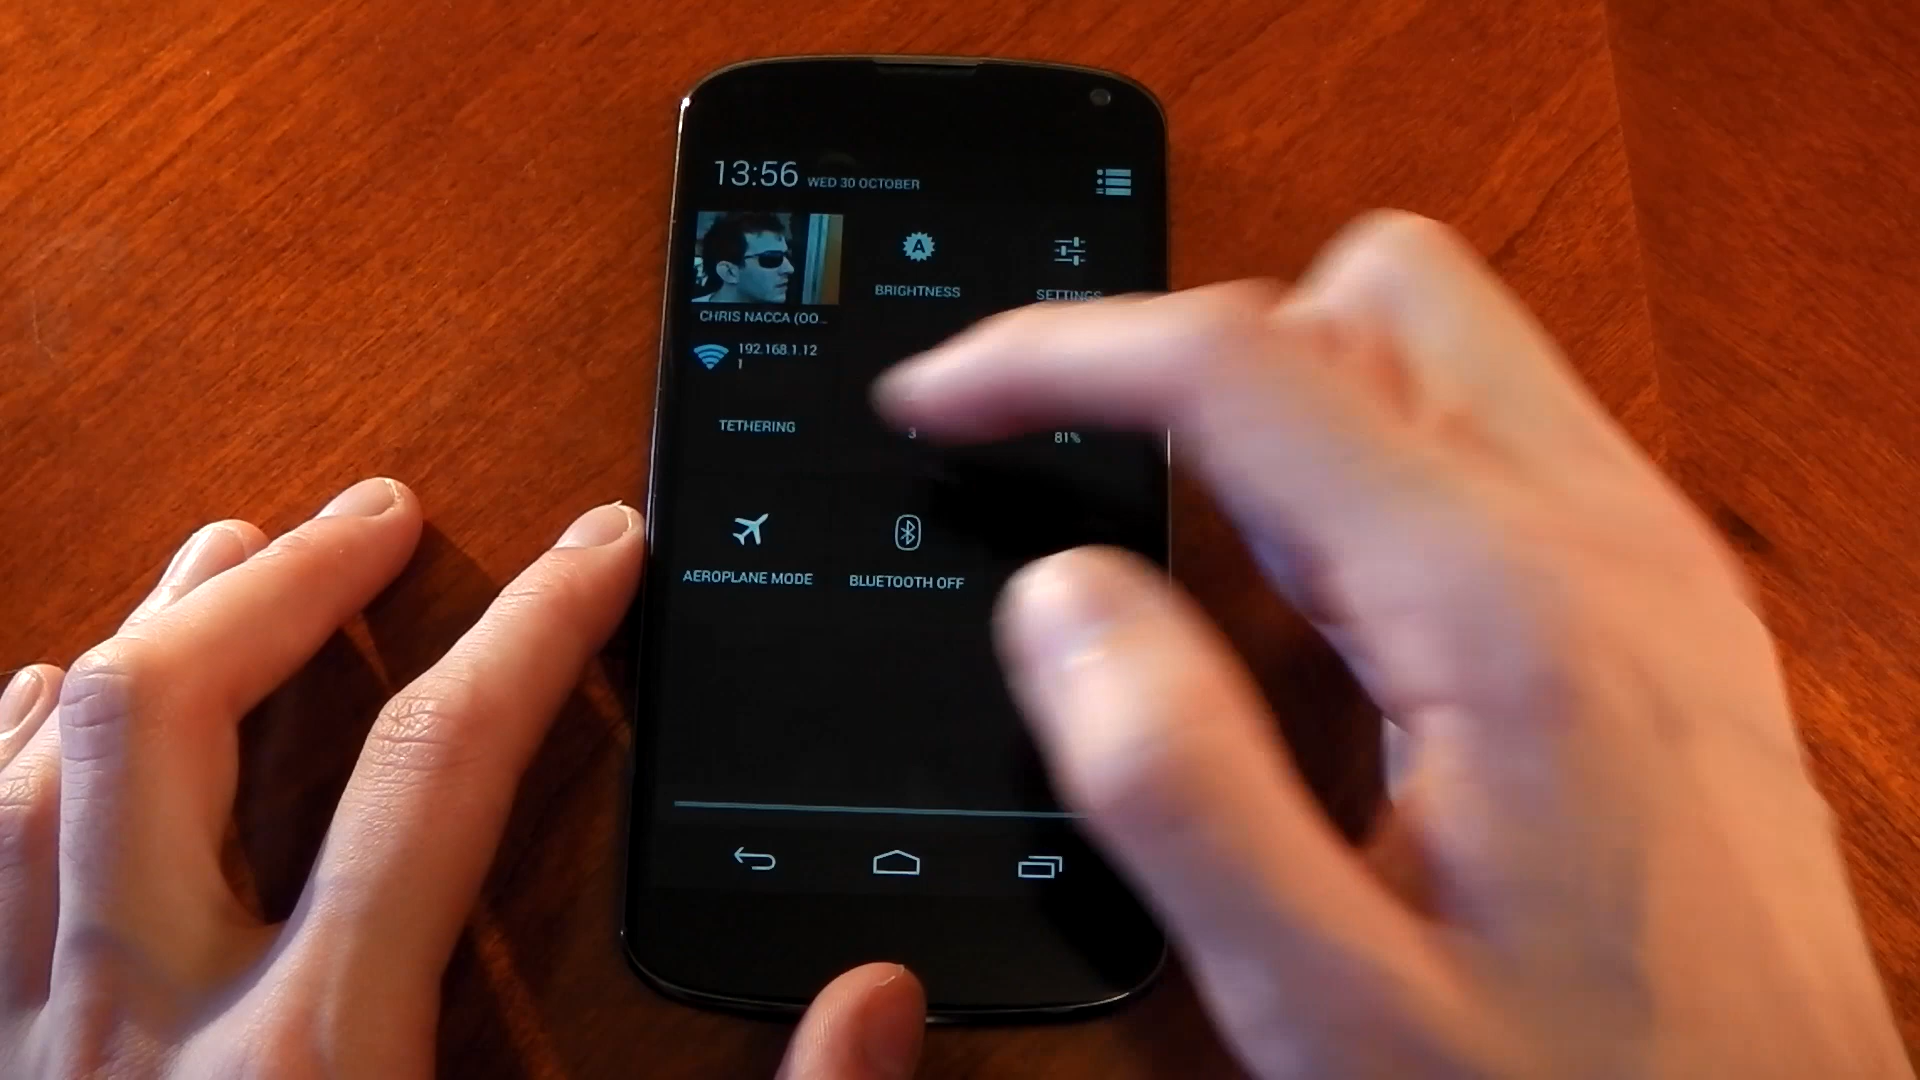 13:56 WED 30 OCTOBER
A
BRIGHTNESS
SETTINGS
CHRIS NACCA (OO...
192.168.1.12
1
TETHERING
3
81%
AEROPLANE MODE
BLUETOOTH OFF